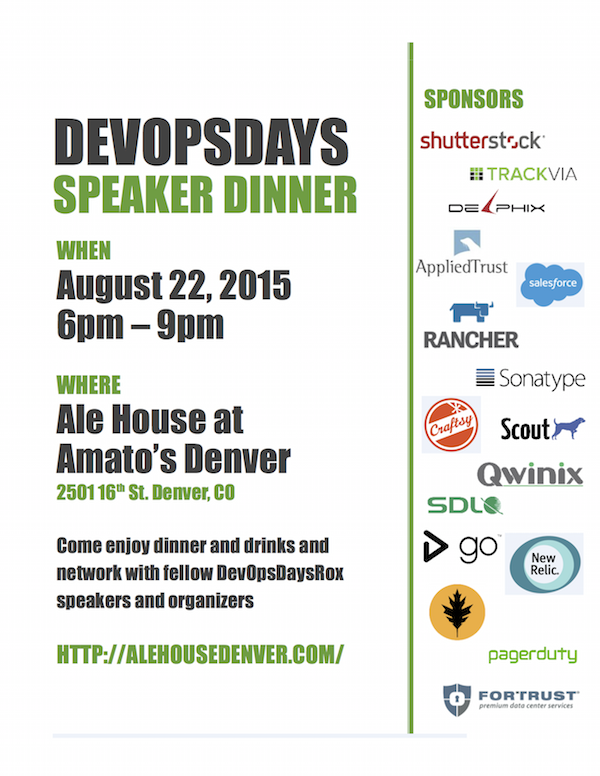 DEVOPSDAYS
SPEAKER DINNER
WHEN
August 22, 2015
6pm – 9pm
WHERE
Ale House at
Amato's Denver
2501 16th St. Denver, CO
Come enjoy dinner and drinks and
network with fellow DevOpsDaysRox
speakers and organizers
HTTP://ALEHOUSEDENVER.COM/
SPONSORS
shutterstock
TRACKVIA
DELPHIX
AppliedTrust
salesforce
RANCHER
Sonatype
Craftsy
Scout
Qwinix
SDL
go
New
Relic.
pagerduty
FORTRUST
premium data center services